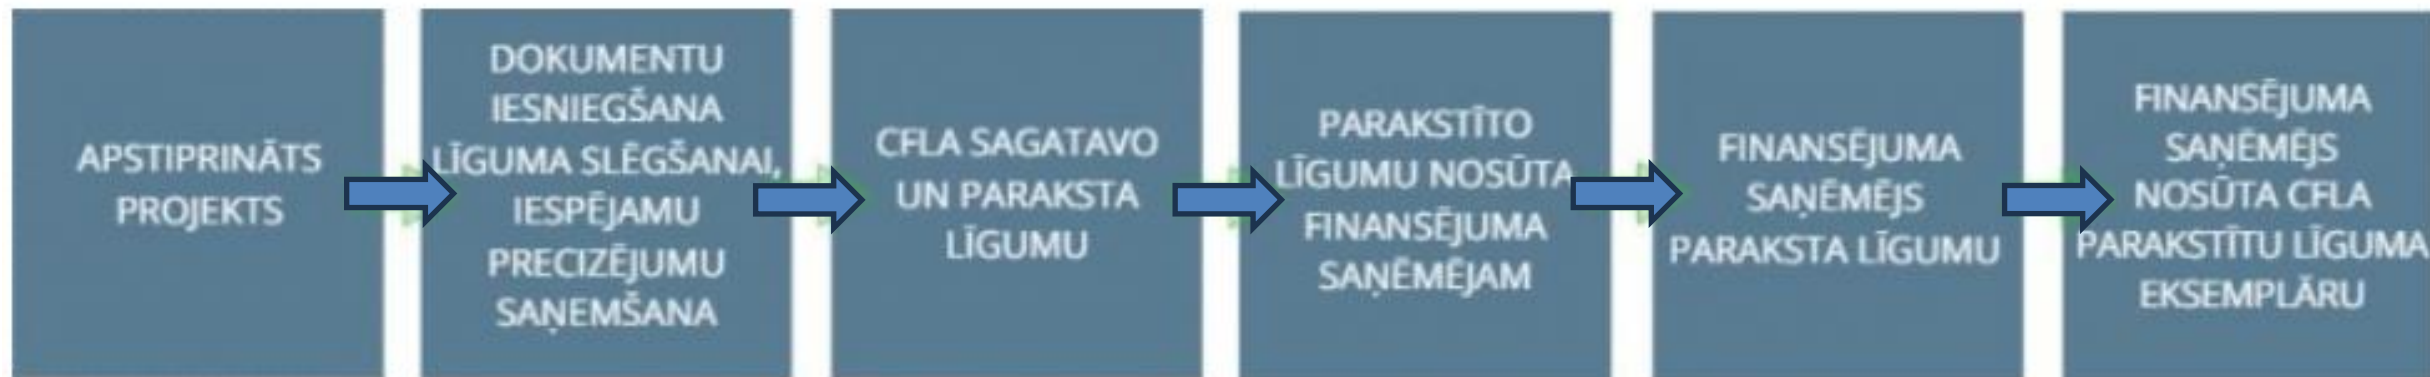 APSTIPRINĀTS
PROJEKTS
DOKUMENTU
IESNIEGŠANA
LĪGUMA SLĒGŠANAI,
IESPĒJAMU
PRECIZĒJUMU
SAŅEMŠANA
CFLA SAGATAVO
UN PARAKSTA
LĪGUMU
PARAKSTĪTO
LĪGUMU NOSŪTA
FINANSĒJUMA
SAŅĒMĒJAM
FINANSĒJUMA
SAŅĒMĒJS
PARAKSTA LĪGUMU
FINANSĒJUMA
SAŅĒMĒJS
NOSŪTA CFLA
PARAKSTĪTU LĪGUMA
EKSEMPLĀRU